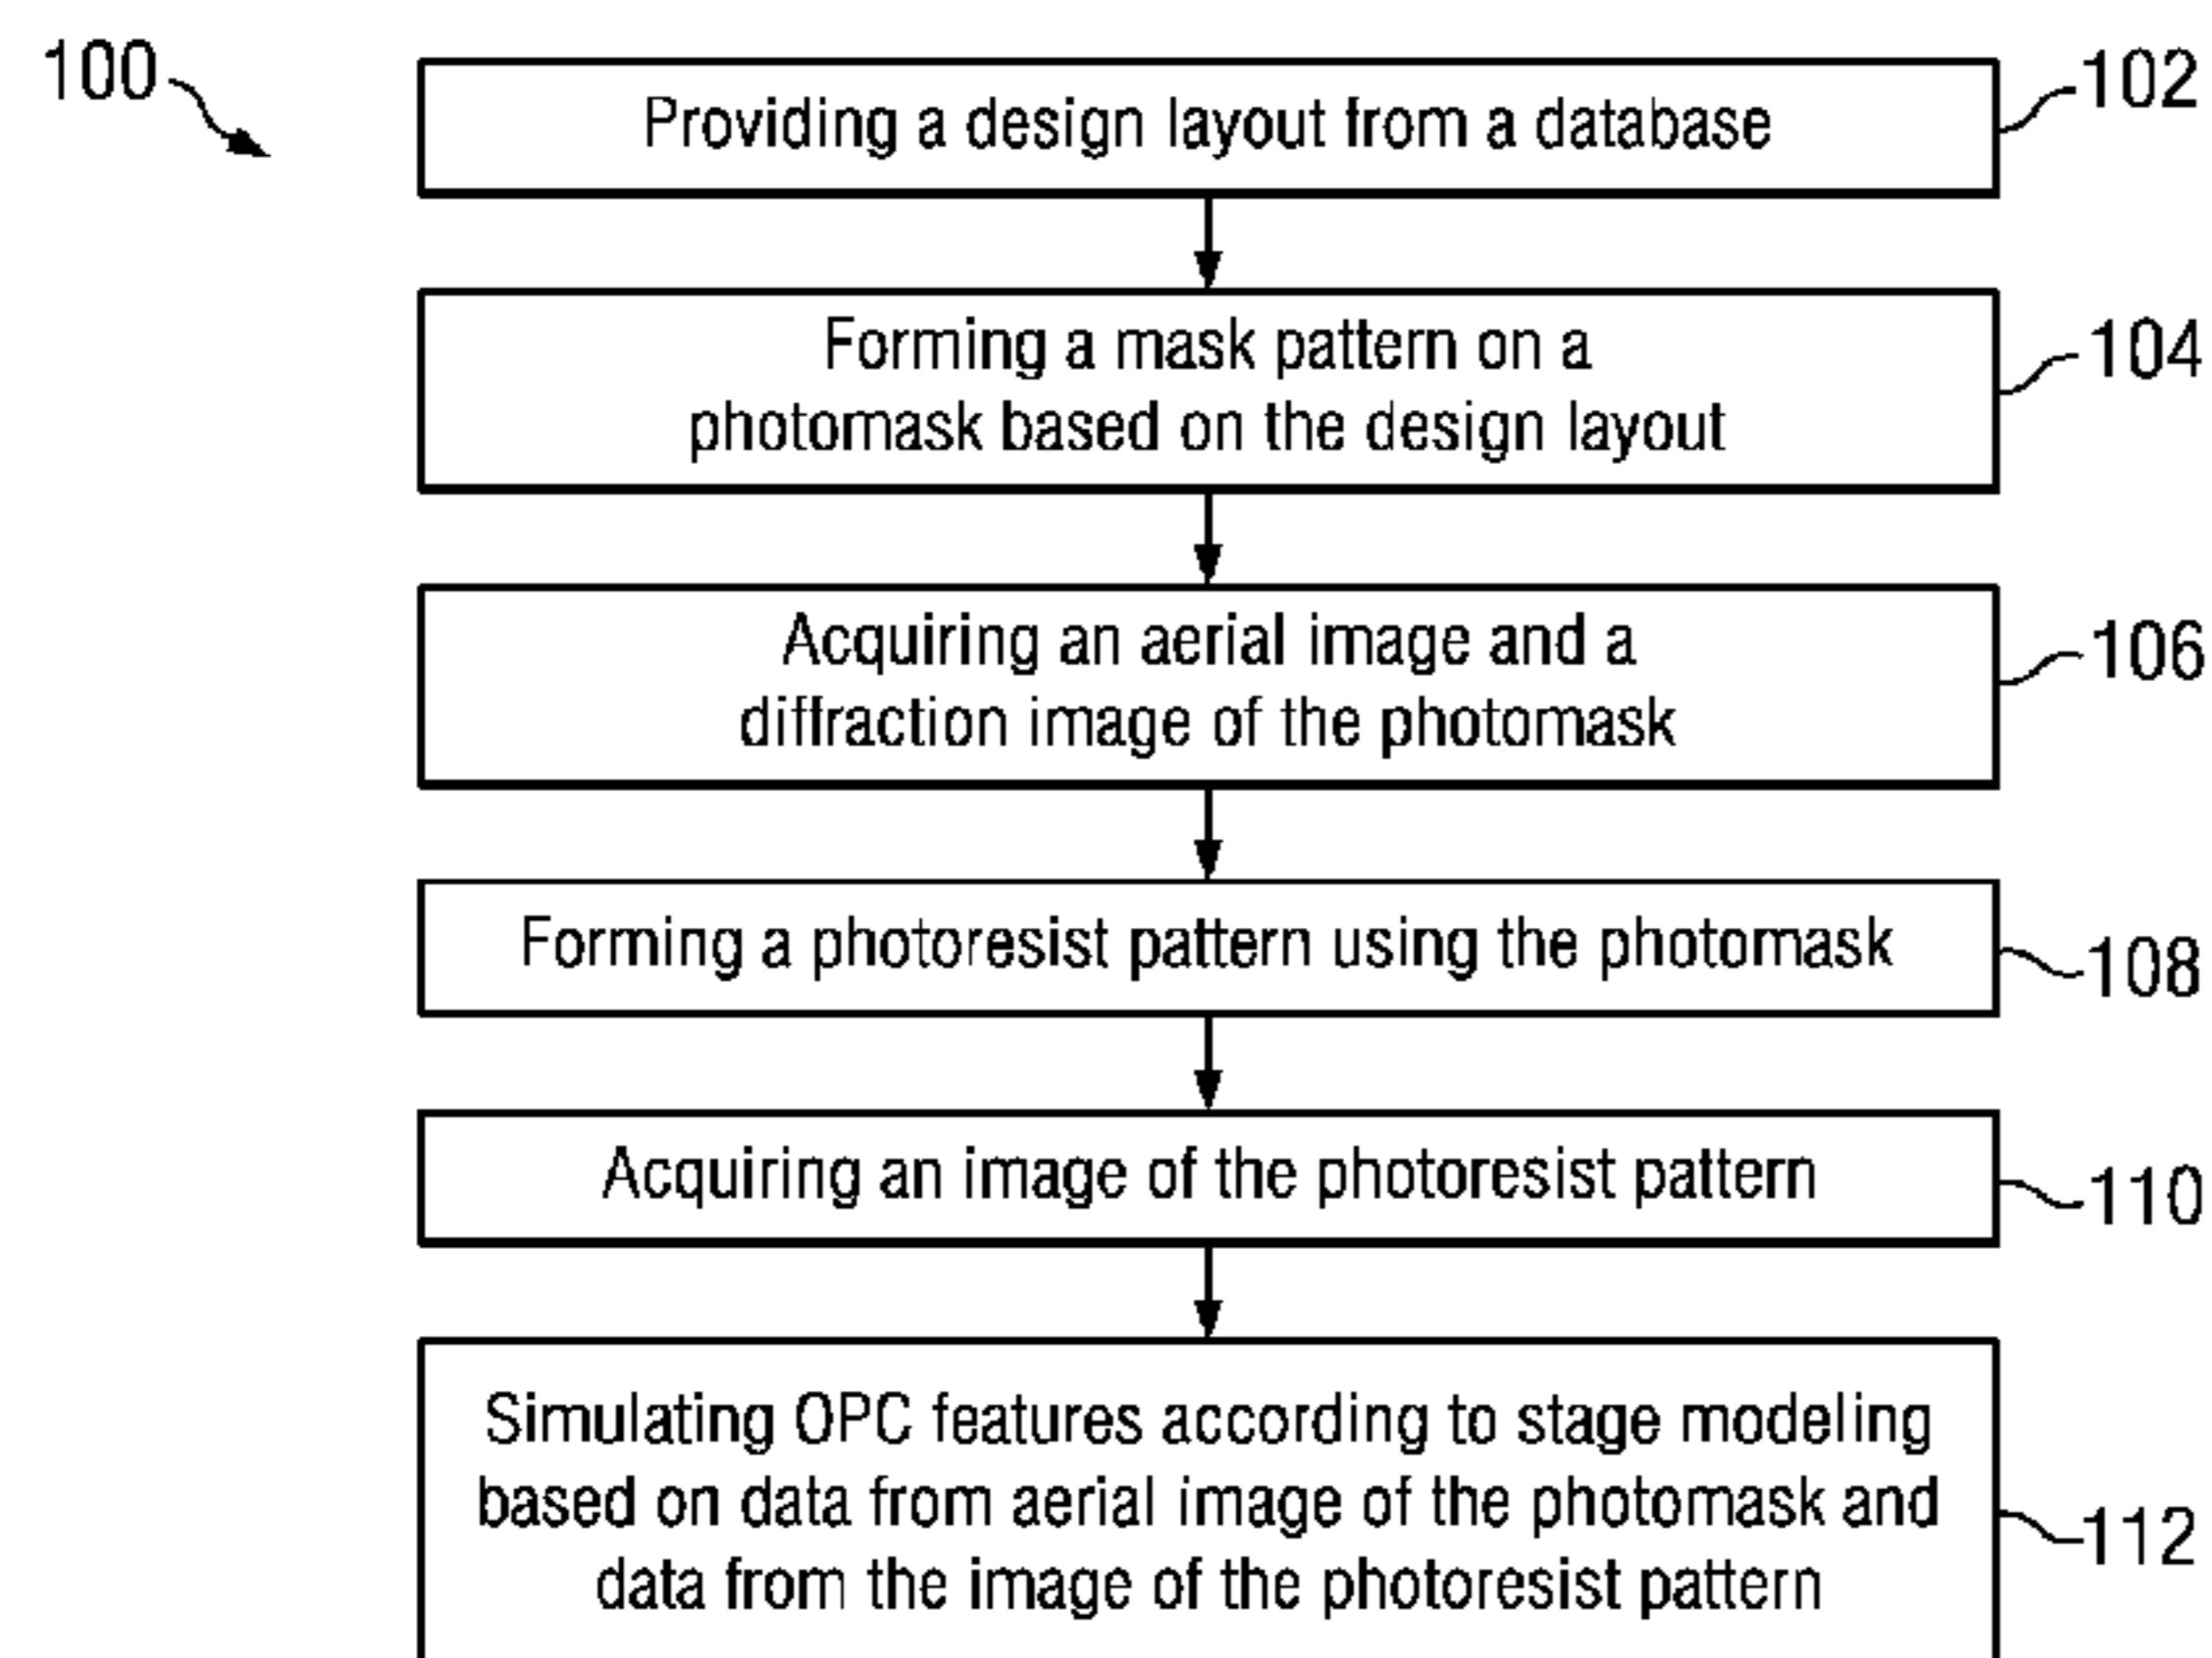 100
Providing a design layout from a database
102
Forming a mask pattern on a
photomask based on the design layout
104
Acquiring an aerial image and a
diffraction image of the photomask
106
Forming a photoresist pattern using the photomask
108
Acquiring an image of the photoresist pattern
110
Simulating OPC features according to stage modeling
based on data from aerial image of the photomask and
data from the image of the photoresist pattern
112